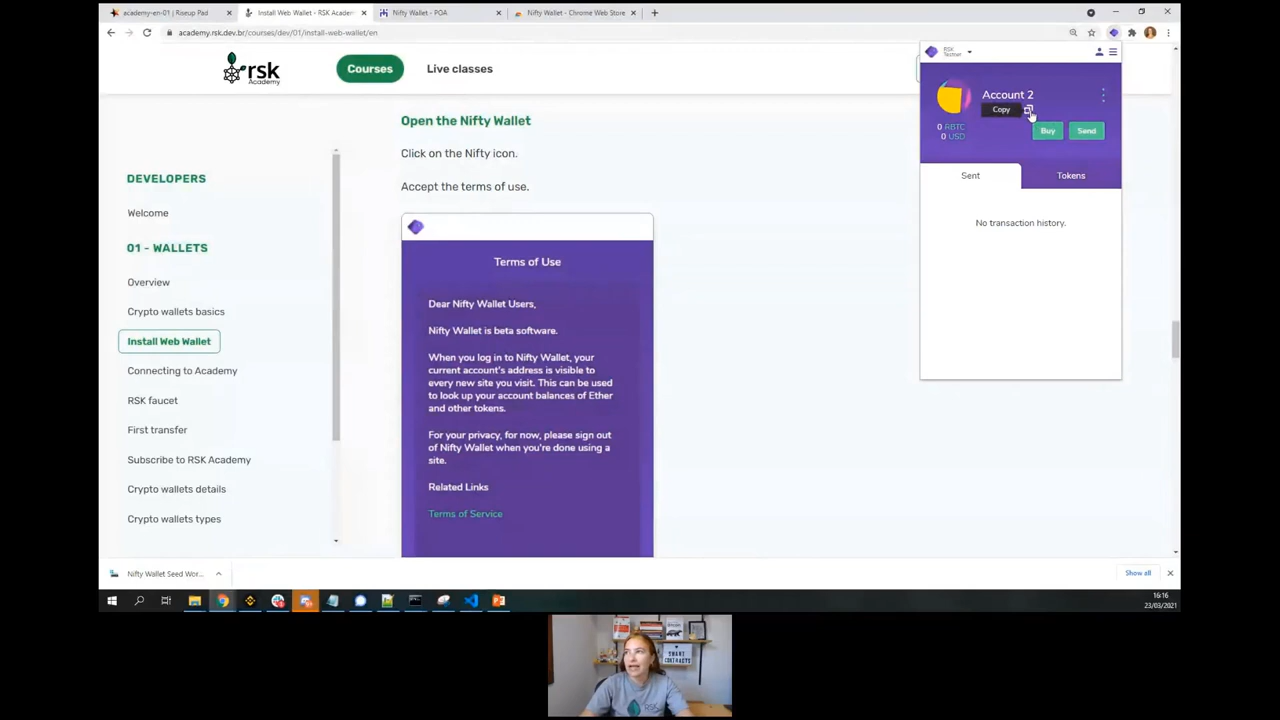 academy-en-01 | Riseup Pad
Install Web Wallet - RSK Academ
Nifty Wallet - POA
Nifty Wallet - Chrome Web Store
academy.rsk.dev.br/courses/dev/01/install-web-wallet/en
rsk
Academy
Courses
Live classes
DEVELOPERS
Welcome
01 - WALLETS
Overview
Crypto wallets basics
Install Web Wallet
Connecting to Academy
RSK faucet
First transfer
Subscribe to RSK Academy
Crypto wallets details
Crypto wallets types
Open the Nifty Wallet
Click on the Nifty icon.
Accept the terms of use.
Terms of Use
Dear Nifty Wallet Users,
Nifty Wallet is beta software.
When you log in to Nifty Wallet, your
current account's address is visible to
every new site you visit. This can be used
to look up your account balances of Ether
and other tokens.
For your privacy, for now, please sign out
of Nifty Wallet when you're done using a
site.
Related Links
Terms of Service
RSK
Testnet
Account 2
Copy
0 RBTC
0 USD
Buy
Send
Sent
Tokens
No transaction history.
Nifty Wallet Seed Wor...
Show all
16:16
23/03/2021
SMART
CONTRACTS
RSK